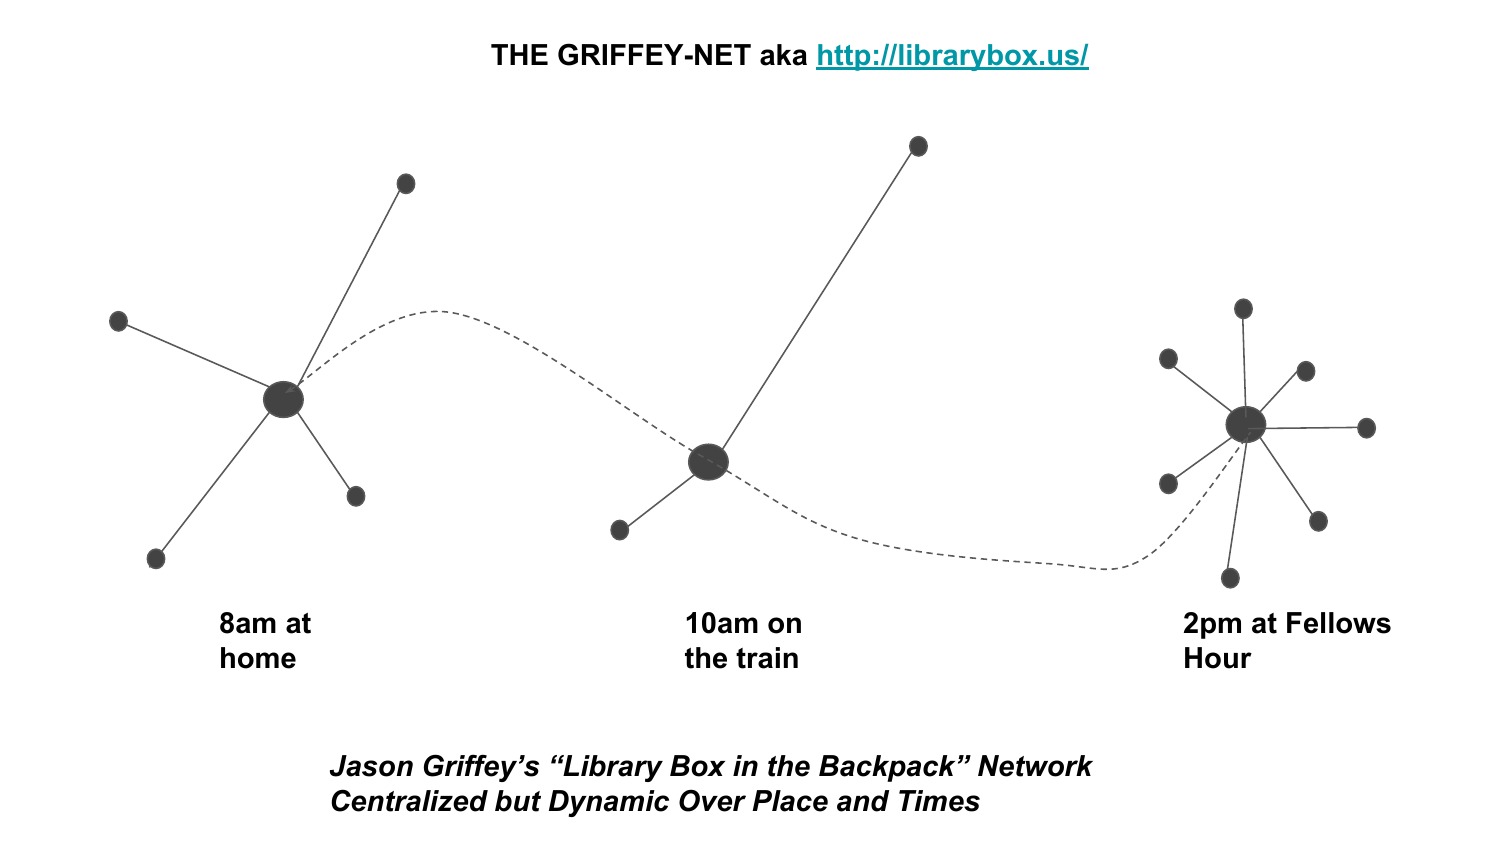 THE GRIFFEY-NET aka http://librarybox.us/
8am at
home
10am on
the train
2pm at Fellows
Hour
Jason Griffey’s “Library Box in the Backpack” Network
Centralized but Dynamic Over Place and Times